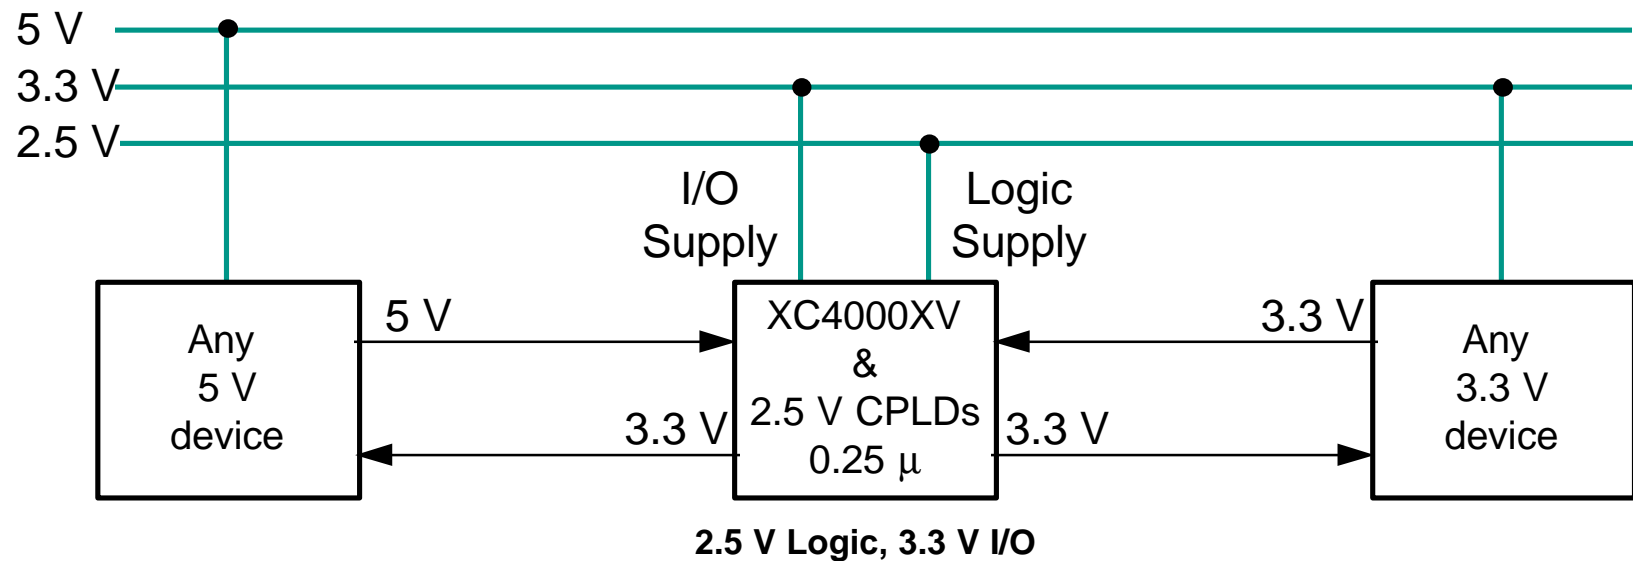 5 V
3.3 V
2.5 V
I/O
Supply
Logic
Supply
Any
5 V
device
5 V
3.3 V
XC4000XV
&
2.5 V CPLDs
0.25 µ
3.3 V
3.3 V
Any
3.3 V
device
2.5 V Logic, 3.3 V I/O